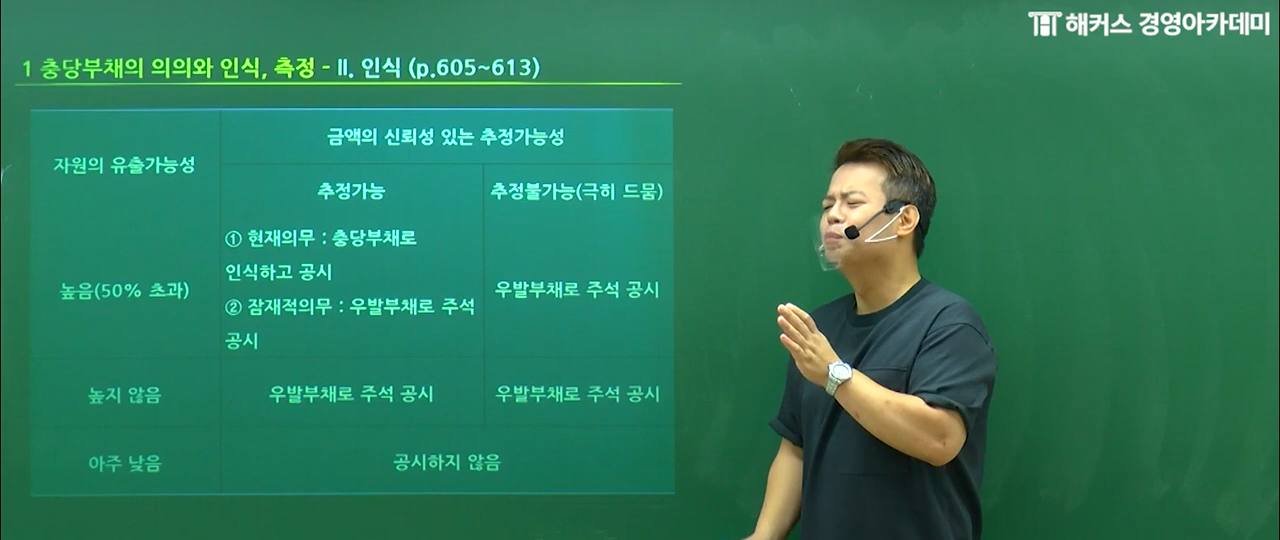 해커스 경영아카데미
1 충당부채의 의의와 인식, 측정 - Ⅱ. 인식 (p.605~613)
자원의 유출가능성
금액의 신뢰성 있는 추정가능성
추정가능
추정불가능(극히 드뭄)
높음(50% 초과)
① 현재의무 : 충당부채로
인식하고 공시
② 잠재적의무 : 우발부채로 주석
공시
우발부채로 주석 공시
높지 않음
우발부채로 주석 공시
우발부채로 주석 공시
아주 낮음
공시하지 않음